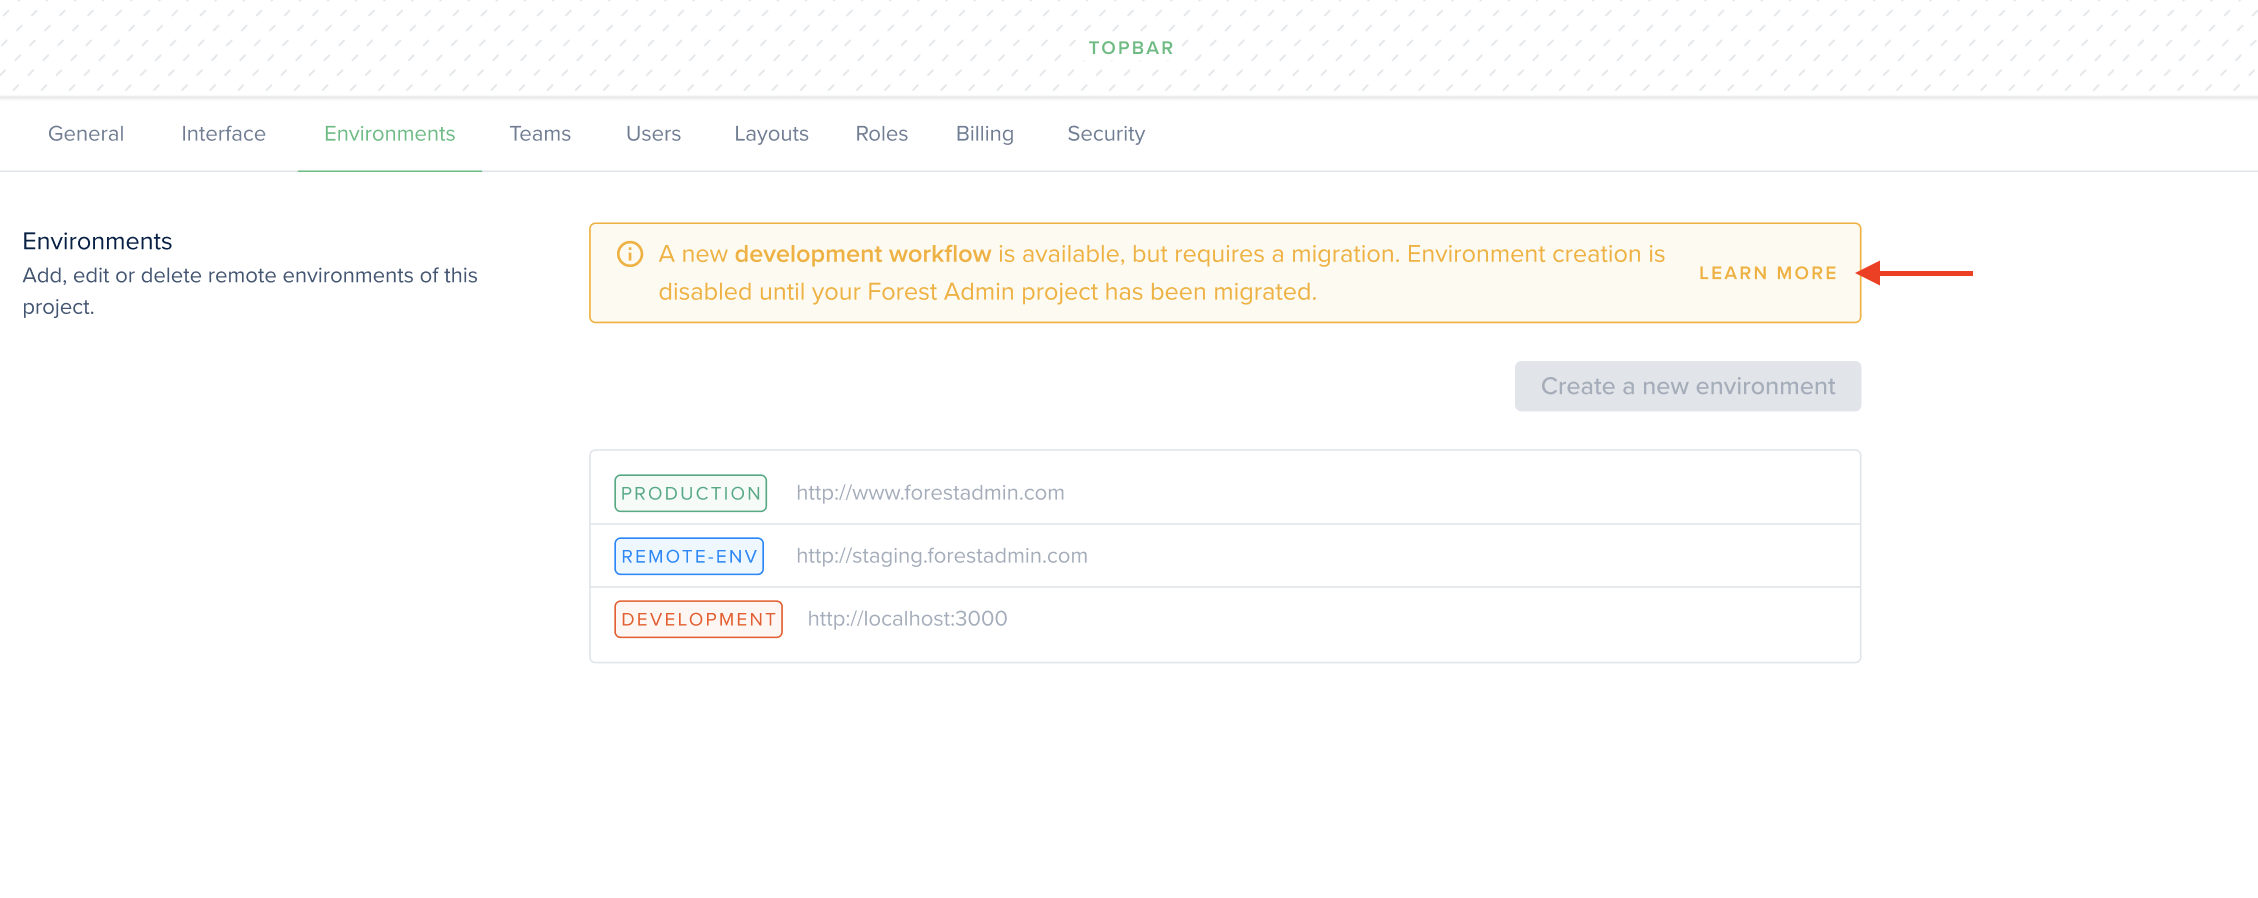 TOPBAR
General Interface Environments Teams Users Layouts Roles Billing Security
Environments
Add, edit or delete remote environments of this
project.
A new development workflow is available, but requires a migration. Environment creation is
disabled until your Forest Admin project has been migrated.
LEARN MORE
Create a new environment
PRODUCTION http://www.forestadmin.com
REMOTE-ENV http://staging.forestadmin.com
DEVELOPMENT http://localhost:3000